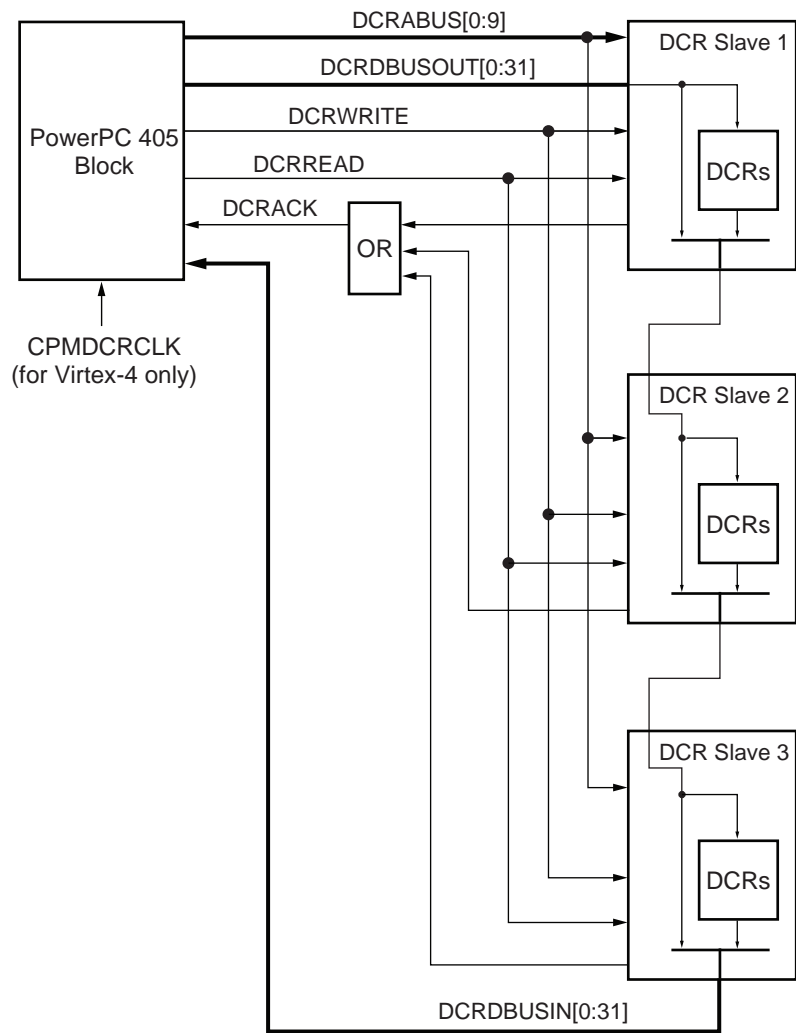 DCRABUS[0:9]
DCR Slave 1
DCRDBUSOUT[0:31]
DCRWRITE
PowerPC 405
Block
DCRs
DCRREAD
DCRACK
OR
CPMDCRCLK
(for Virtex-4 only)
DCR Slave 2
DCRs
DCR Slave 3
DCRs
DCRDBUSIN[0:31]